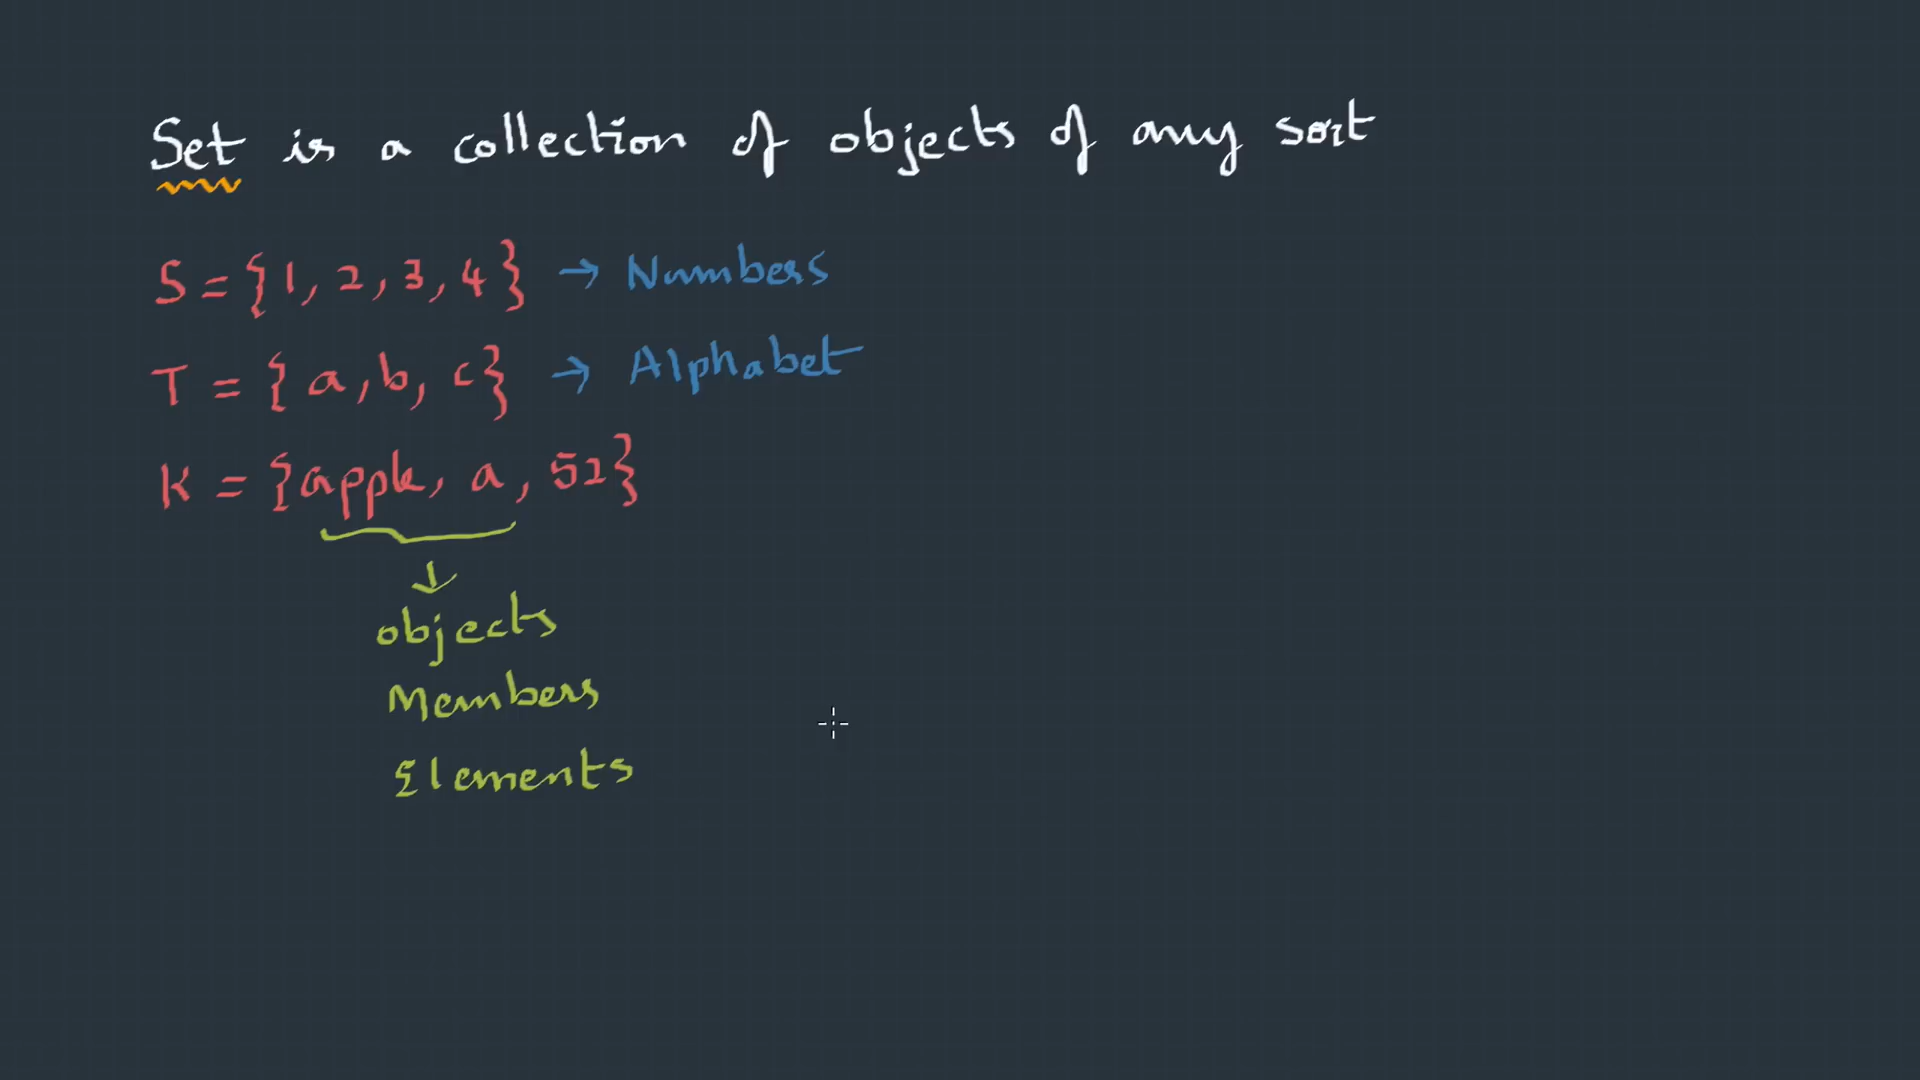 Set is a collection of objects of any sort
S = {1, 2, 3, 4} → Numbers
T = { a, b, c} → Alphabet
K = {apple, a, 52}
↓
objects
Members
Elements